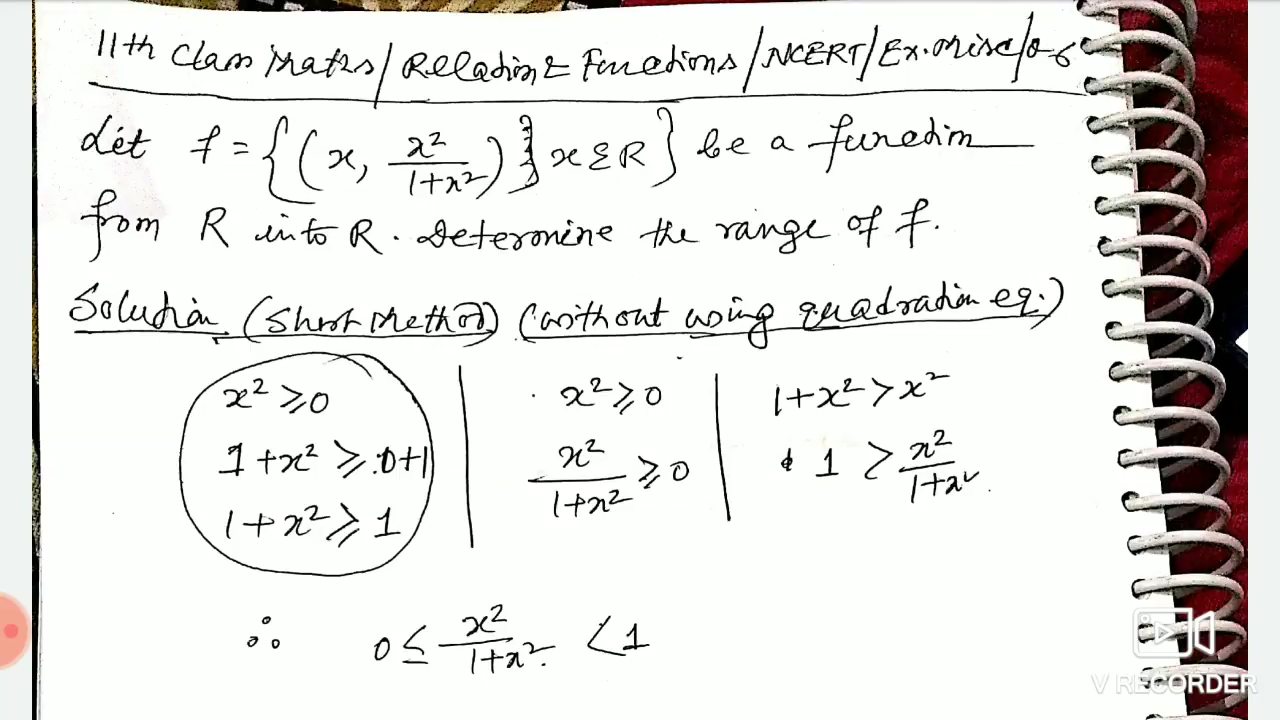 11th Class Maths / Relation & Functions / NCERT / Ex. misc / Q-6
Let f = { ( x, x²/(1+x²) ) } x ∈ R } be a function
from R into R. Determine the range of f.
Solution (Short Method) (without using quadration eq.)
x² ≥ 0
1 + x² ≥ 0+1
1 + x² ≥ 1
x² ≥ 0
x²/(1+x²) ≥ 0
1 + x² > x²
1 > x²/(1+x²)
∴ 0 ≤ x²/(1+x²) < 1
V RECORDER